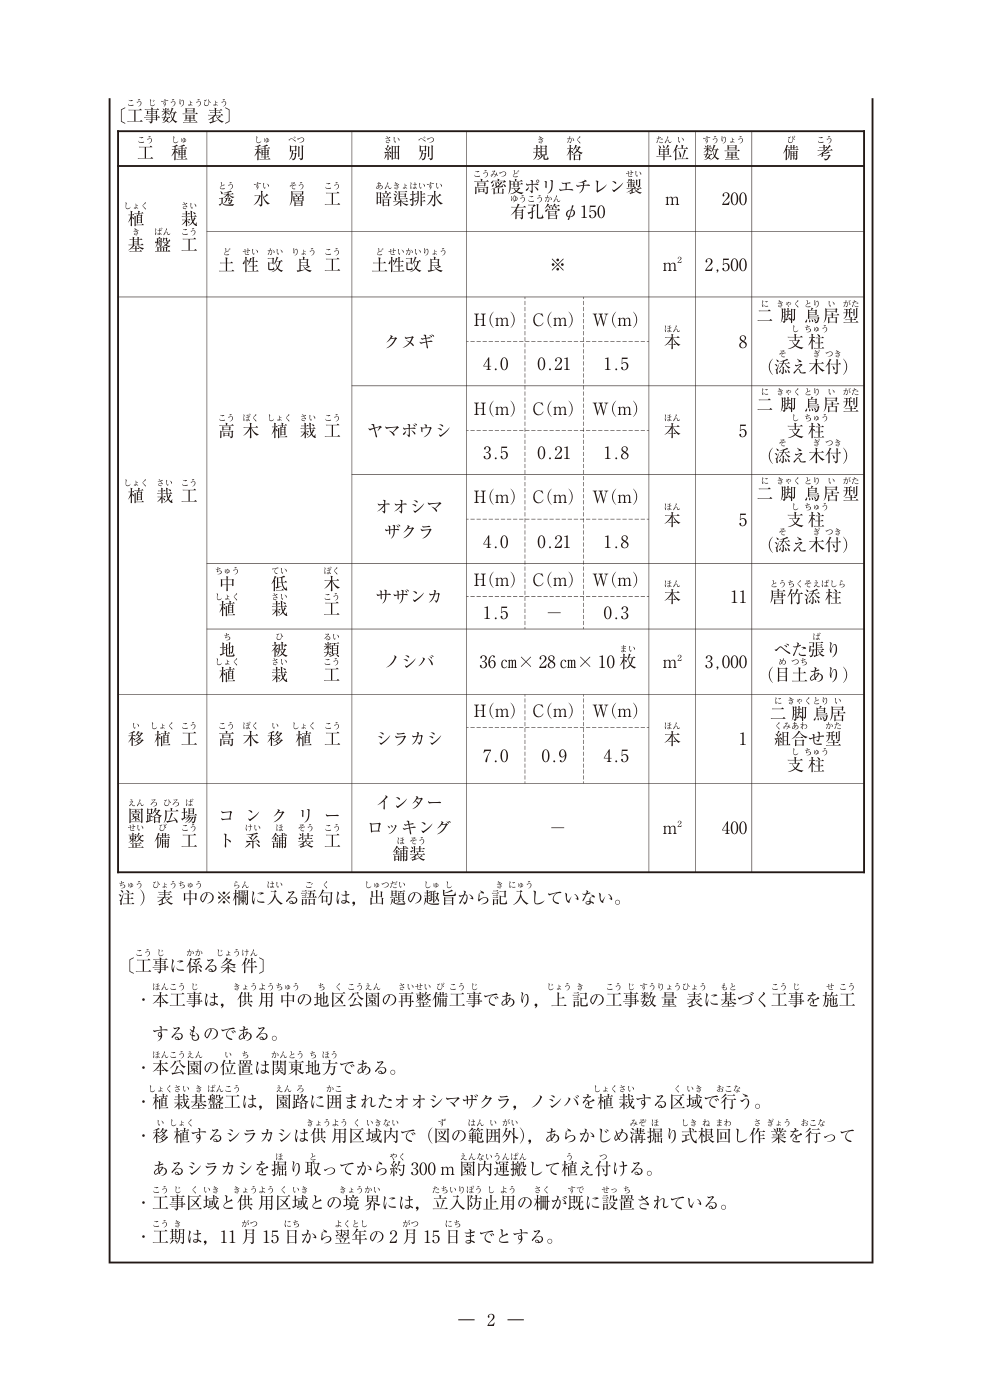 〔工事数量表〕
工種 種別 細別 規格 単位 数量 備考
植栽基盤工 透水層工 暗渠排水 高密度ポリエチレン製有孔管φ150 m 200
土性改良工 土性改良 ※ m² 2,500
植栽工 高木植栽工 クヌギ H(m) C(m) W(m) 本 8 二脚鳥居型支柱(添え木付)
4.0 0.21 1.5
ヤマボウシ H(m) C(m) W(m) 本 5 二脚鳥居型支柱(添え木付)
3.5 0.21 1.8
オオシマザクラ H(m) C(m) W(m) 本 5 二脚鳥居型支柱(添え木付)
4.0 0.21 1.8
中低木植栽工 サザンカ H(m) C(m) W(m) 本 11 唐竹添柱
1.5 － 0.3
地被類植栽工 ノシバ 36 cm×28 cm×10 枚 m² 3,000 べた張り(目土あり)
移植工 高木移植工 シラカシ H(m) C(m) W(m) 本 1 二脚鳥居組合せ型支柱
7.0 0.9 4.5
園路広場整備工 コンクリート系舗装工 インターロッキング舗装 － m² 400
注）表中の※欄に入る語句は，出題の趣旨から記入していない。
〔工事に係る条件〕
・本工事は，供用中の地区公園の再整備工事であり，上記の工事数量表に基づく工事を施工
するものである。
・本公園の位置は関東地方である。
・植栽基盤工は，園路に囲まれたオオシマザクラ，ノシバを植栽する区域で行う。
・移植するシラカシは供用区域内で（図の範囲外），あらかじめ溝掘り式根回し作業を行って
あるシラカシを掘り取ってから約 300 m 園内運搬して植え付ける。
・工事区域と供用区域との境界には，立入防止用の柵が既に設置されている。
・工期は，11 月 15 日から翌年の 2 月 15 日までとする。
― 2 ―